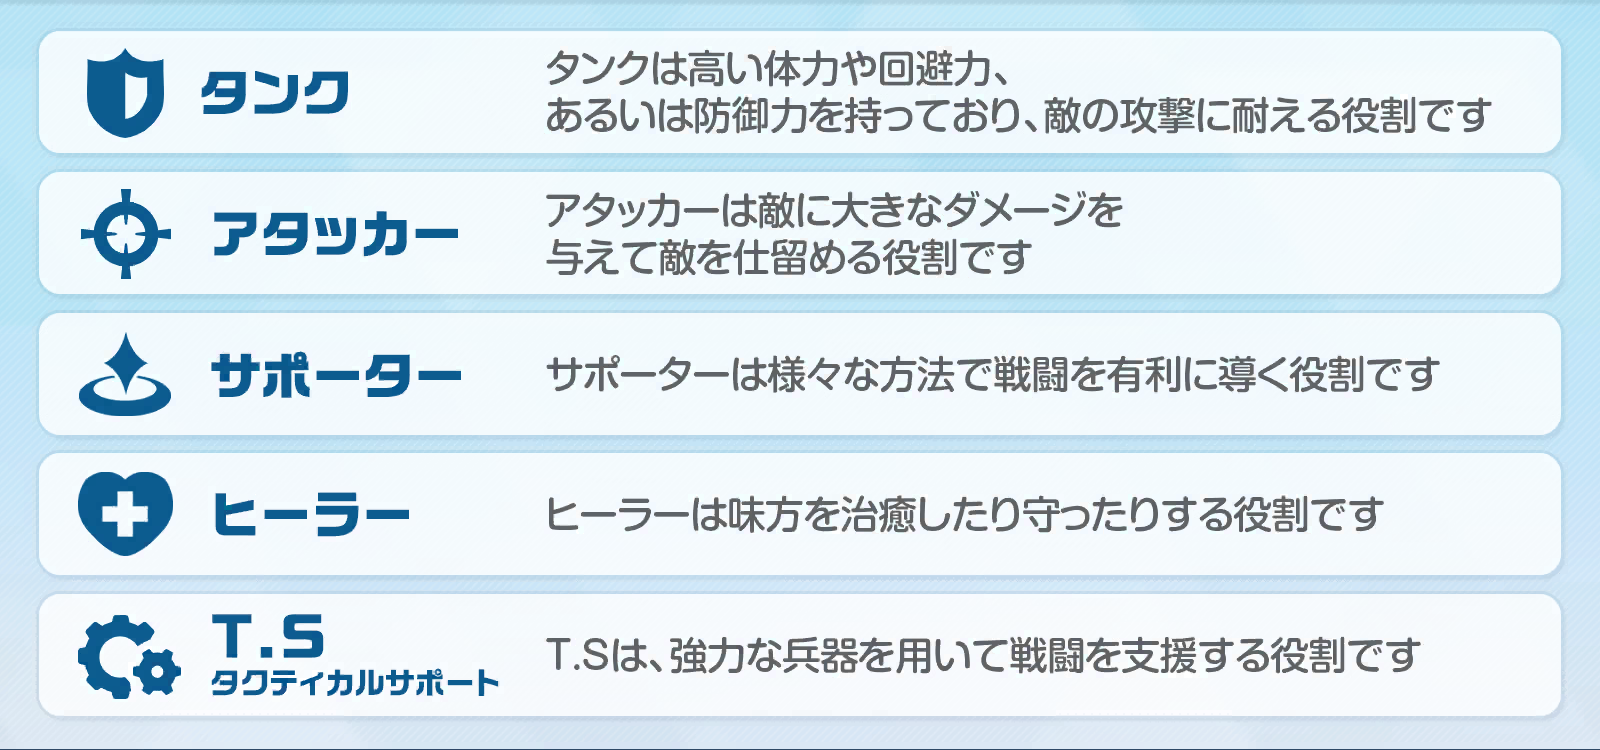 タンク
タンクは高い体力や回避力、
あるいは防御力を持っており、敵の攻撃に耐える役割です
アタッカー
アタッカーは敵に大きなダメージを
与えて敵を仕留める役割です
サポーター
サポーターは様々な方法で戦闘を有利に導く役割です
ヒーラー
ヒーラーは味方を治癒したり守ったりする役割です
T.S
タクティカルサポート
T.Sは、強力な兵器を用いて戦闘を支援する役割です